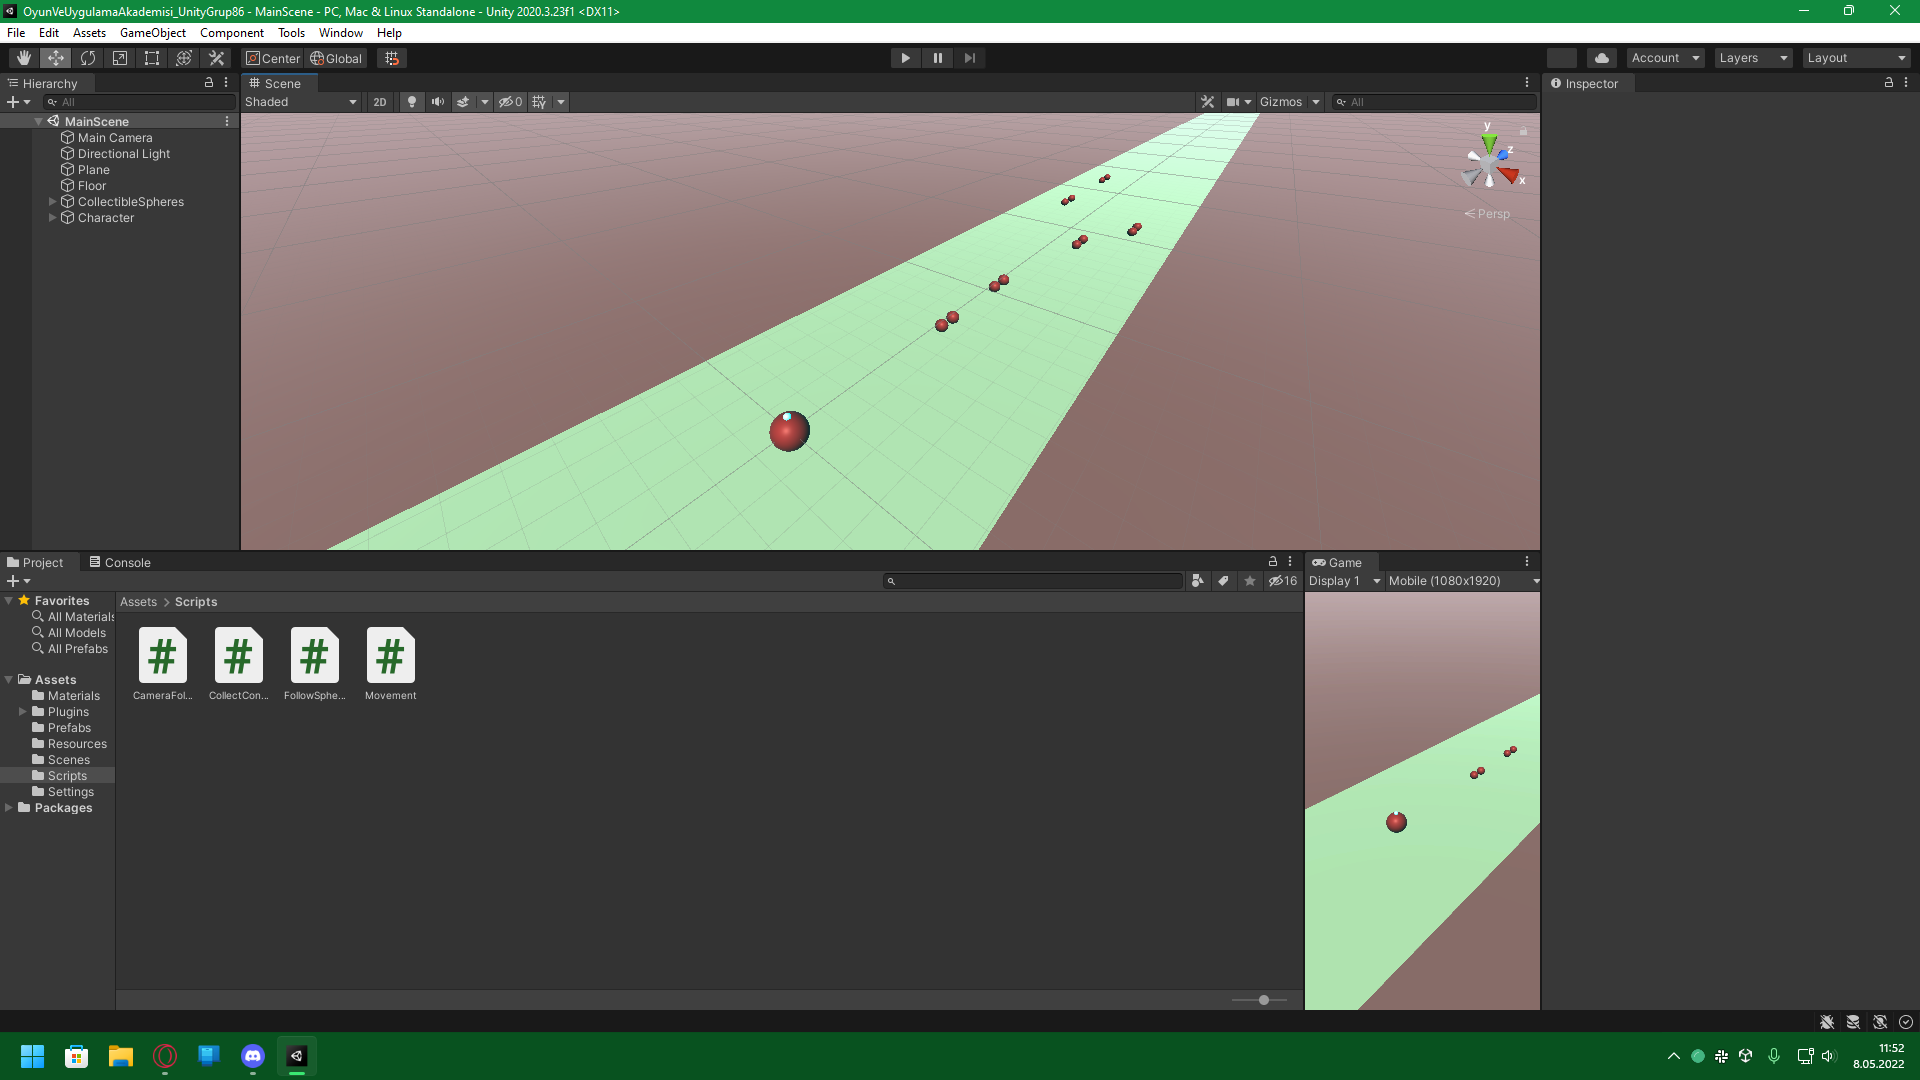 OyunVeUygulamaAkademisi_UnityGrup86 - MainScene - PC, Mac & Linux Standalone - Unity 2020.3.23f1 <DX11>
File Edit Assets GameObject Component Tools Window Help
Center Global Account Layers Layout
Hierarchy
All
MainScene
Main Camera
Directional Light
Plane
Floor
CollectibleSpheres
Character
Scene
Shaded 2D 0 Gizmos All
y
z
x
Persp
Inspector
Project Console
16
Favorites
All Materials
All Models
All Prefabs
Assets
Materials
Plugins
Prefabs
Resources
Scenes
Scripts
Settings
Packages
Assets > Scripts
# # # #
CameraFol... CollectCon... FollowSphe... Movement
Game
Display 1 Mobile (1080x1920)
11:52
8.05.2022